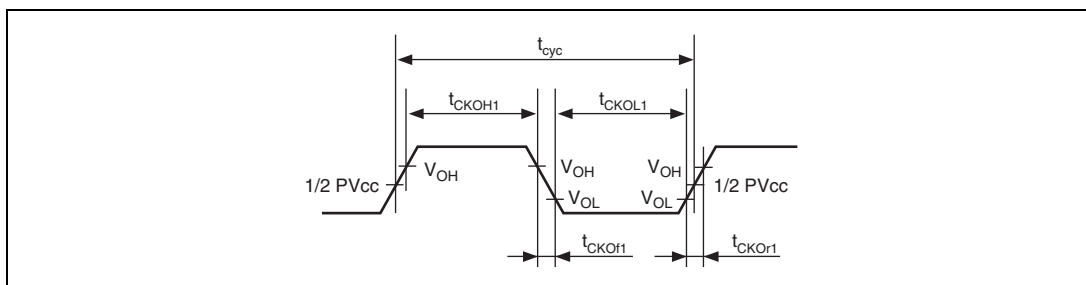 tcyc
tCKOH1 tCKOL1
VOH VOH VOH
1/2 PVcc 1/2 PVcc
VOL VOL
tCKOf1 tCKOr1